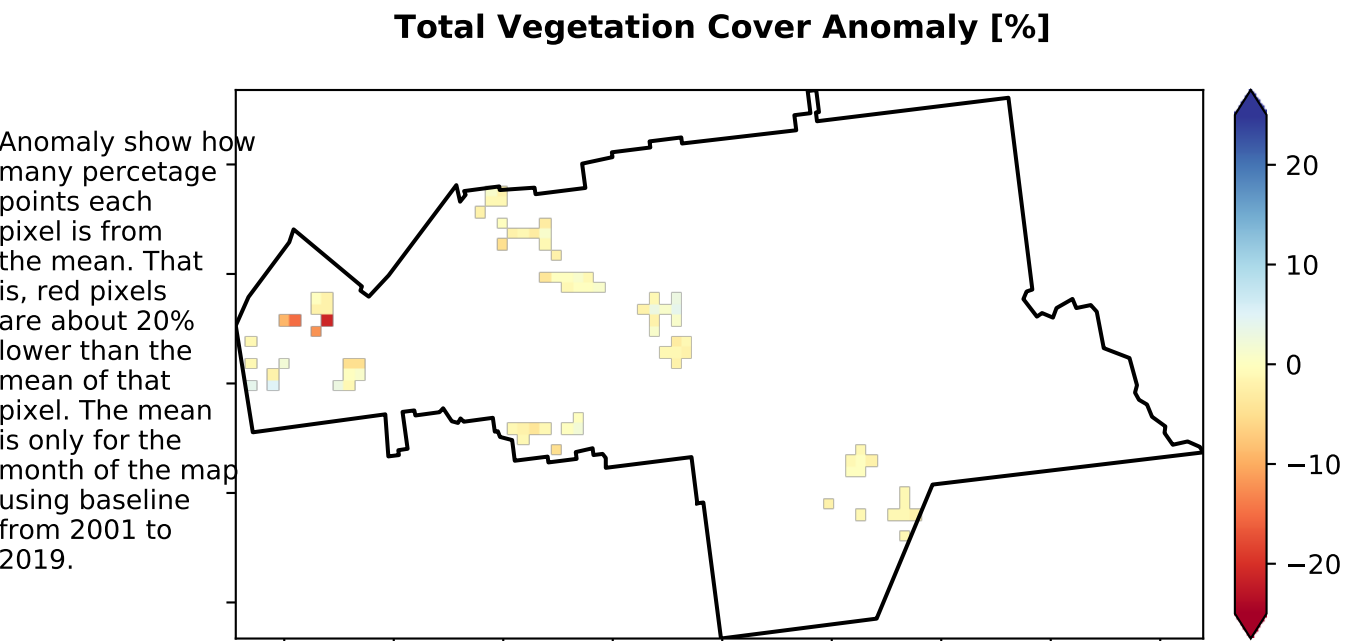 Total Vegetation Cover Anomaly [%]
Anomaly show how
many percetage
points each
pixel is from
the mean. That
is, red pixels
are about 20%
lower than the
mean of that
pixel. The mean
is only for the
month of the map
using baseline
from 2001 to
2019.
20
10
0
−10
−20